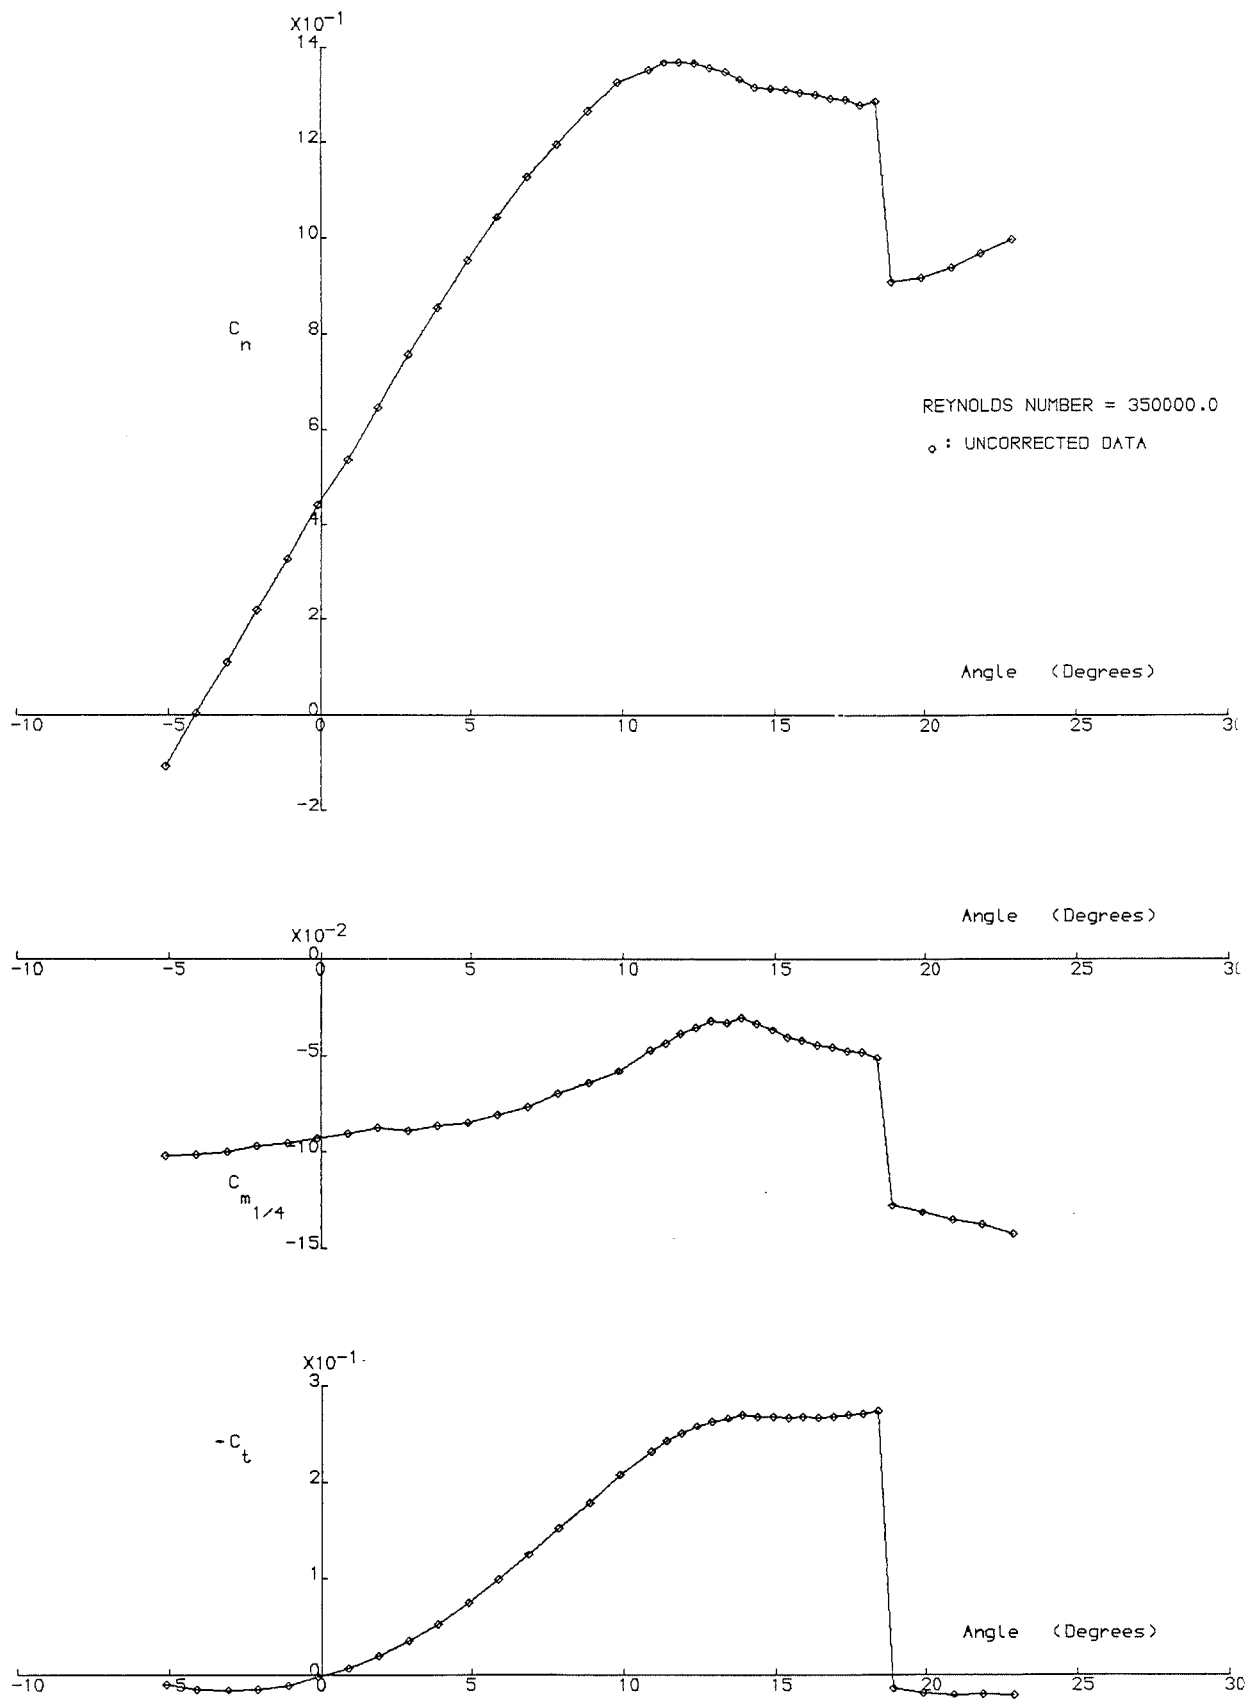 X10-1
14
12
10
8
C n
REYNOLDS NUMBER = 350000.0
6
◇ : UNCORRECTED DATA
4
2
Angle (Degrees)
0
-10 -5 0 5 10 15 20 25 30
-2
Angle (Degrees)
X10-2
0
-10 -5 0 5 10 15 20 25 30
-5
-10
C m 1/4
-15
X10-1
3
-C t
2
1
Angle (Degrees)
0
-10 -5 0 5 10 15 20 25 30